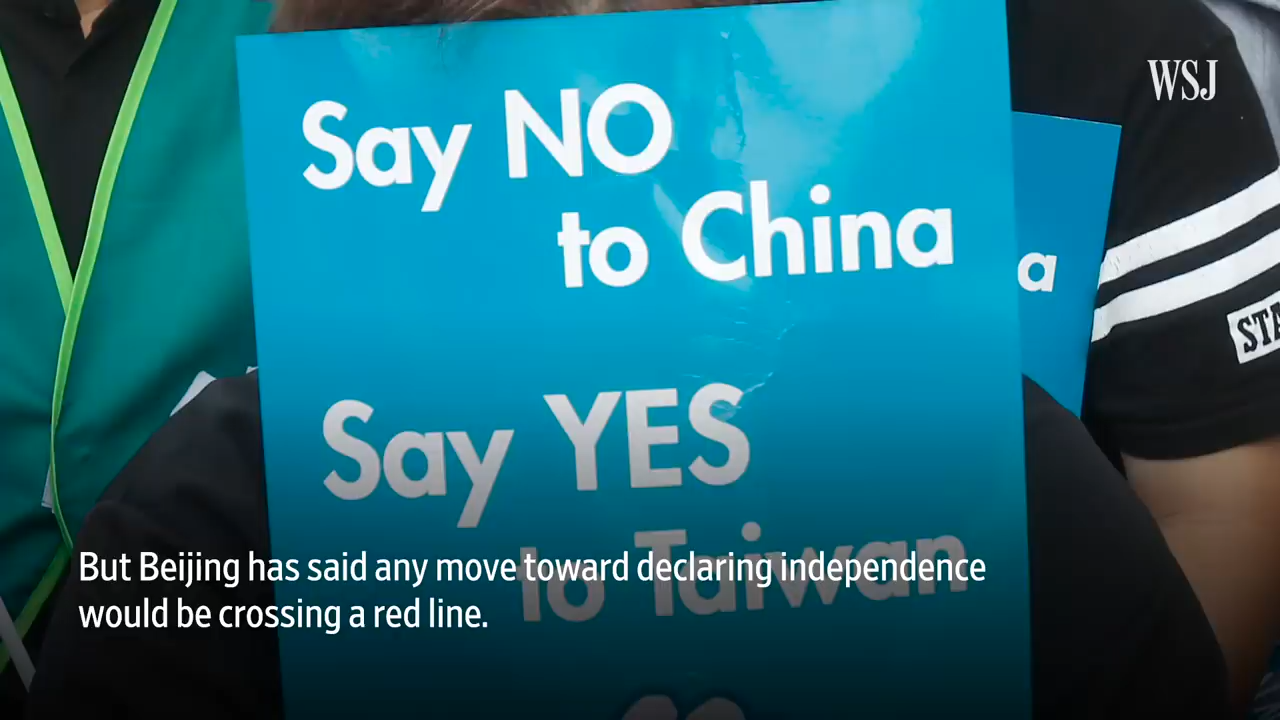 WSJ
Say NO
to China
a
STA
Say YES
to Taiwan
But Beijing has said any move toward declaring independence
would be crossing a red line.